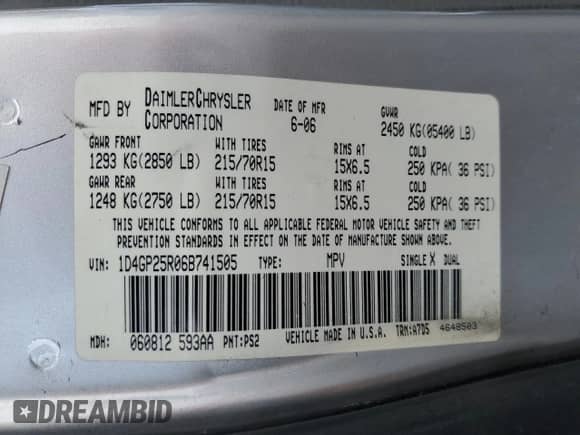 MFD BY DAIMLERCHRYSLER CORPORATION DATE OF MFR 6-06 GVWR 2450 KG(05400 LB)
GAWR FRONT WITH TIRES RIMS AT COLD
1293 KG(2850 LB) 215/70R15 15X6.5 250 KPA( 36 PSI)
GAWR REAR WITH TIRES RIMS AT COLD
1248 KG(2750 LB) 215/70R15 15X6.5 250 KPA( 36 PSI)
THIS VEHICLE CONFORMS TO ALL APPLICABLE FEDERAL MOTOR VEHICLE SAFETY AND THEFT
PREVENTION STANDARDS IN EFFECT ON THE DATE OF MANUFACTURE SHOWN ABOVE.
VIN: 1D4GP25R06B741505 TYPE: MPV SINGLE X DUAL
MDH: 060812 593AA PNT:PS2 VEHICLE MADE IN U.S.A. TRN:A7D5 4648503
DREAMBID